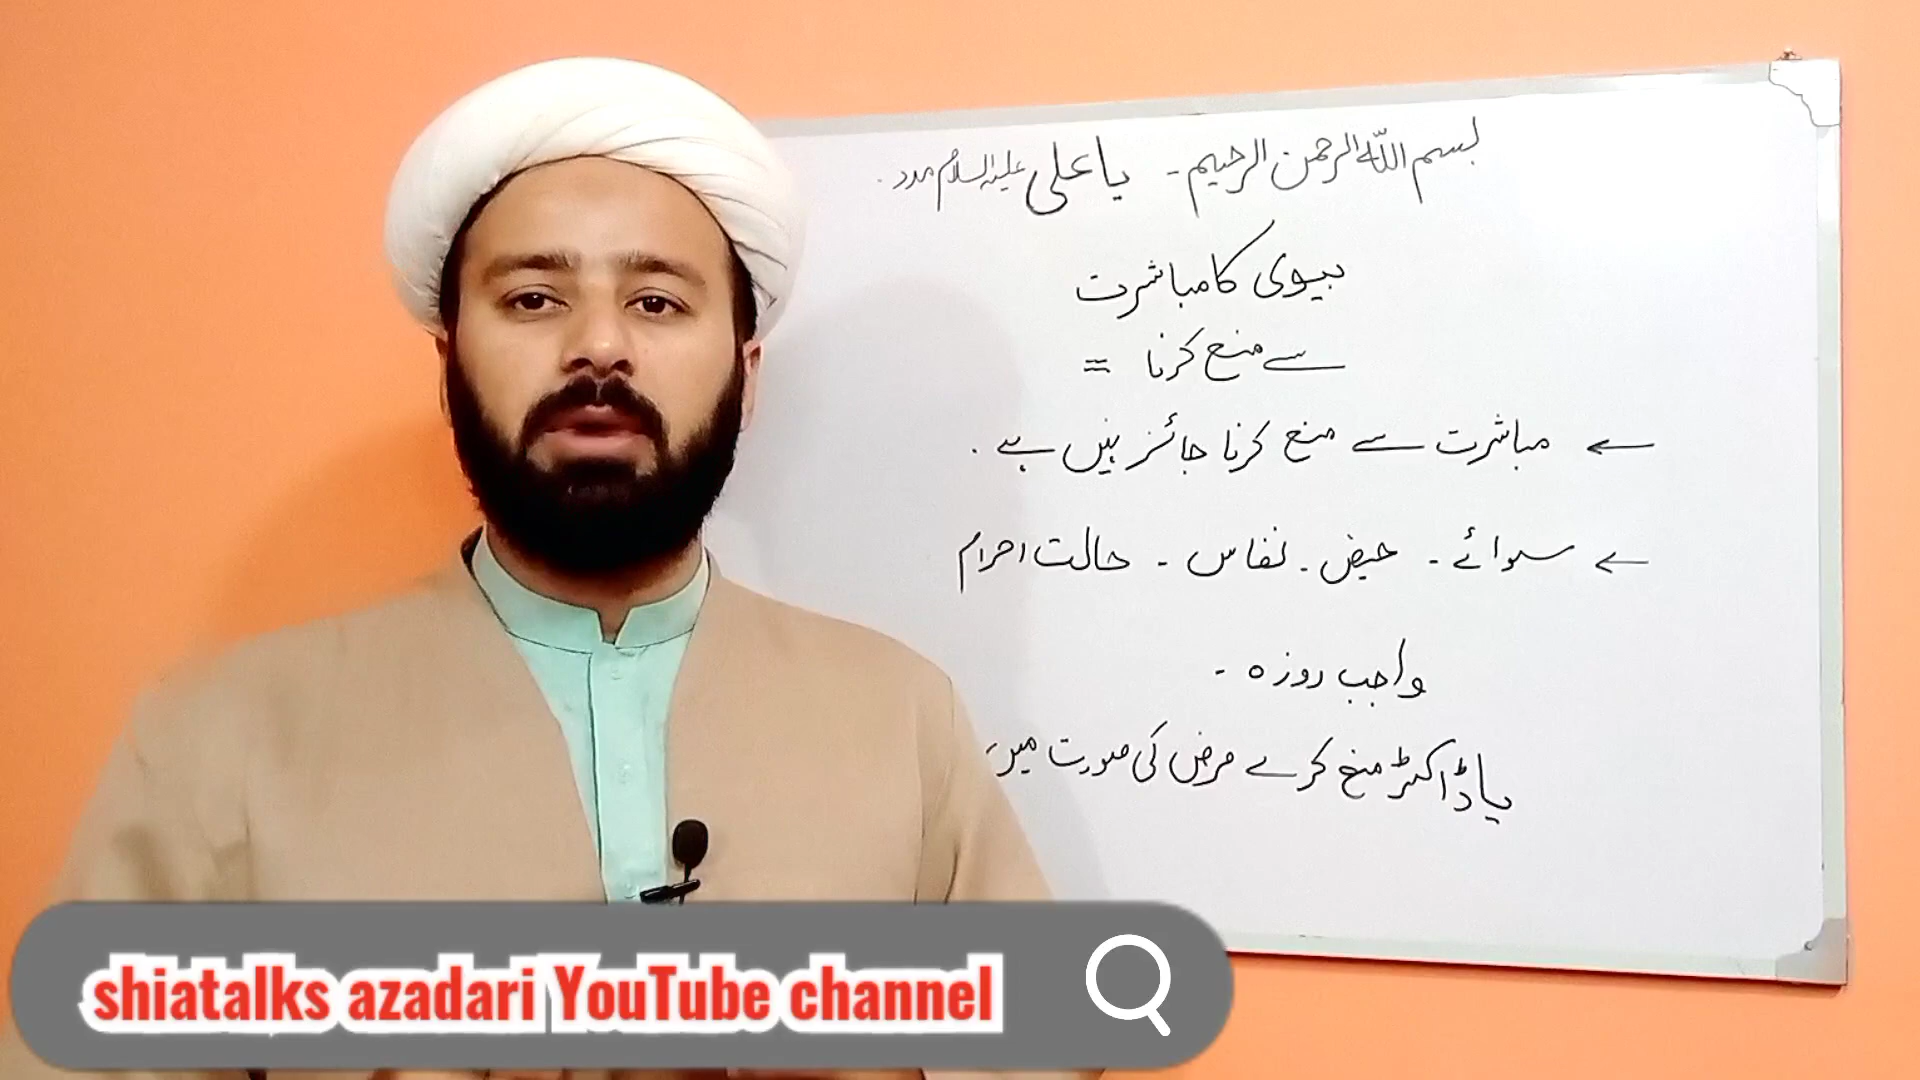 بسم اللہ الرحمن الرحیم - یا علی علیہ السلام مدد .
بیوی کا مباشرت
سے منع کرنا =
← مباشرت سے منع کرنا جائز نہیں ہے .
← سوائے - حیض - نفاس - حالت احرام
واجب روزہ -
یا ڈاکٹر منع کرے مرض کی صورت میں
shiatalks azadari YouTube channel